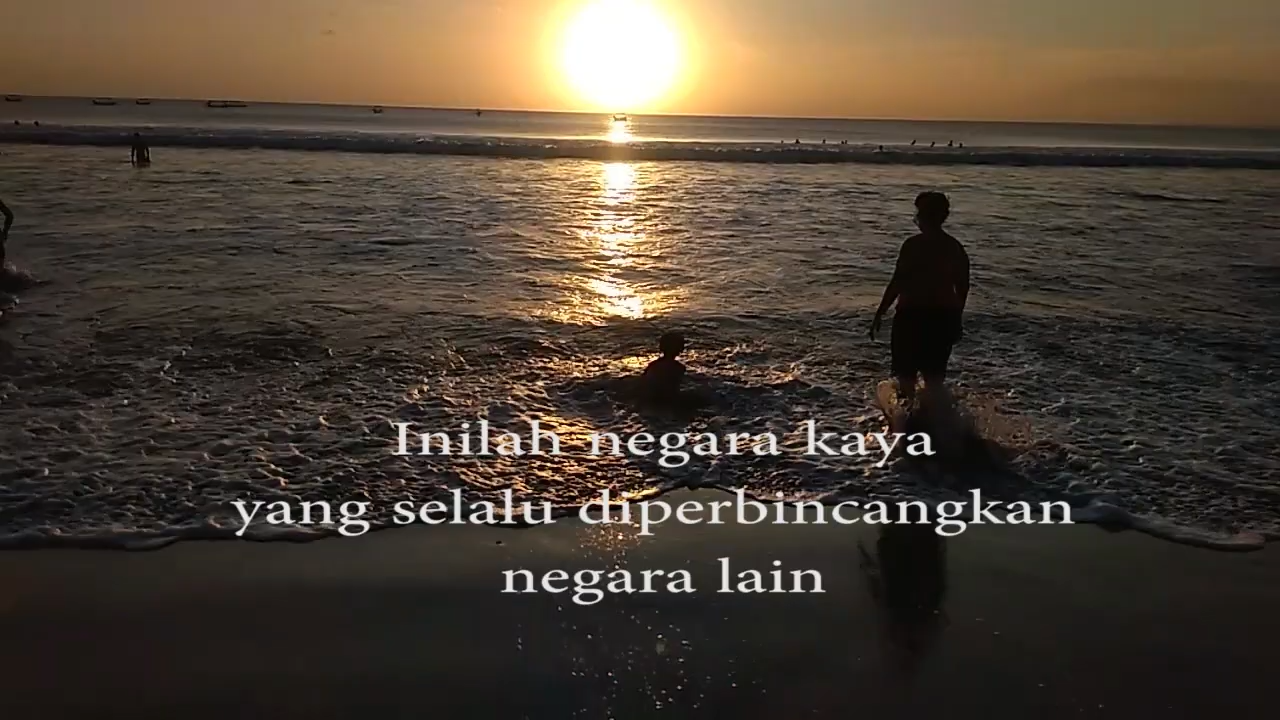 Inilah negara kaya
yang selalu diperbincangkan
negara lain